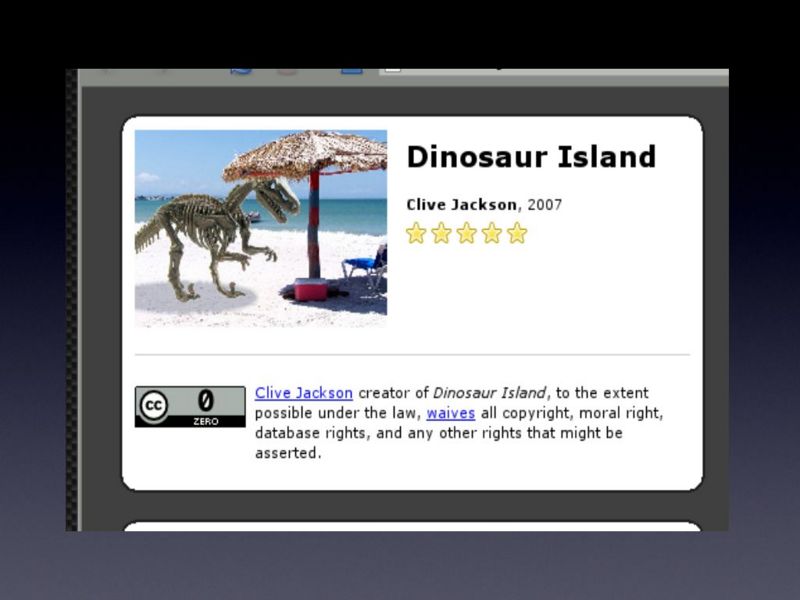 Dinosaur Island
Clive Jackson, 2007
cc 0
ZERO
Clive Jackson creator of Dinosaur Island, to the extent
possible under the law, waives all copyright, moral right,
database rights, and any other rights that might be
asserted.